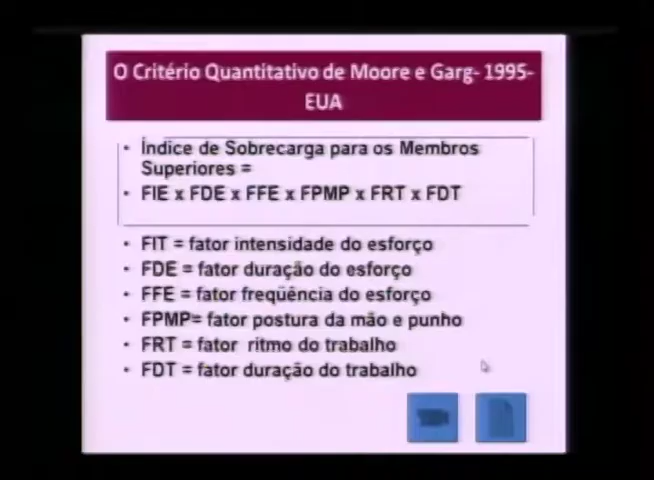 O Critério Quantitativo de Moore e Garg- 1995-
EUA
• Índice de Sobrecarga para os Membros
Superiores =
• FIE x FDE x FFE x FPMP x FRT x FDT
• FIT = fator intensidade do esforço
• FDE = fator duração do esforço
• FFE = fator freqüência do esforço
• FPMP= fator postura da mão e punho
• FRT = fator ritmo do trabalho
• FDT = fator duração do trabalho